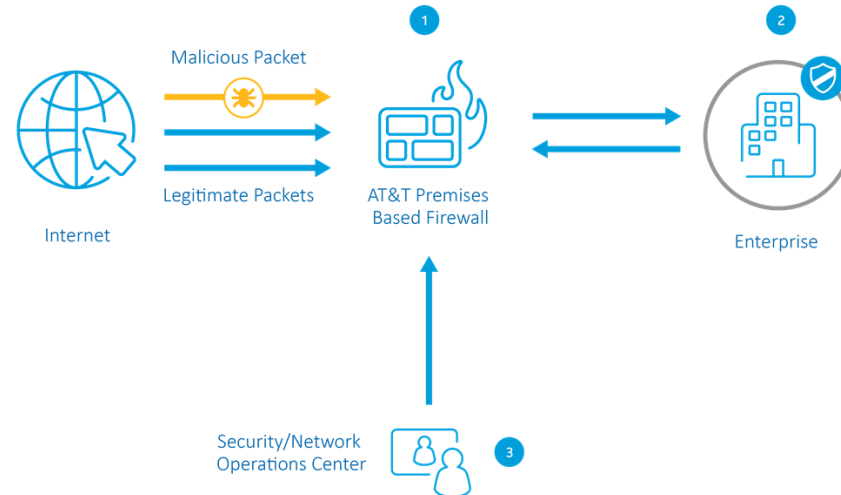 1
2
Malicious Packet
Legitimate Packets
AT&T Premises
Based Firewall
Internet
Enterprise
Security/Network
Operations Center
3